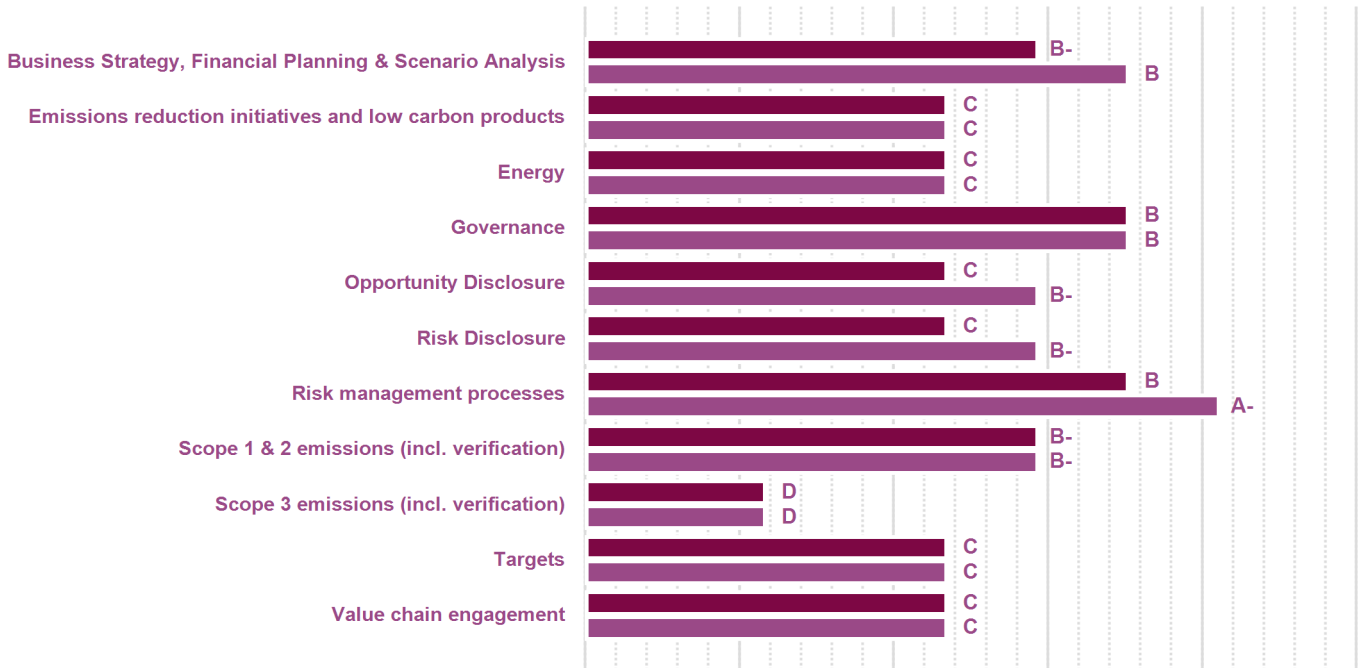 Business Strategy, Financial Planning & Scenario Analysis
B-
B
Emissions reduction initiatives and low carbon products
C
C
Energy
C
C
Governance
B
B
Opportunity Disclosure
C
B-
Risk Disclosure
C
B-
Risk management processes
B
A-
Scope 1 & 2 emissions (incl. verification)
B-
B-
Scope 3 emissions (incl. verification)
D
D
Targets
C
C
Value chain engagement
C
C